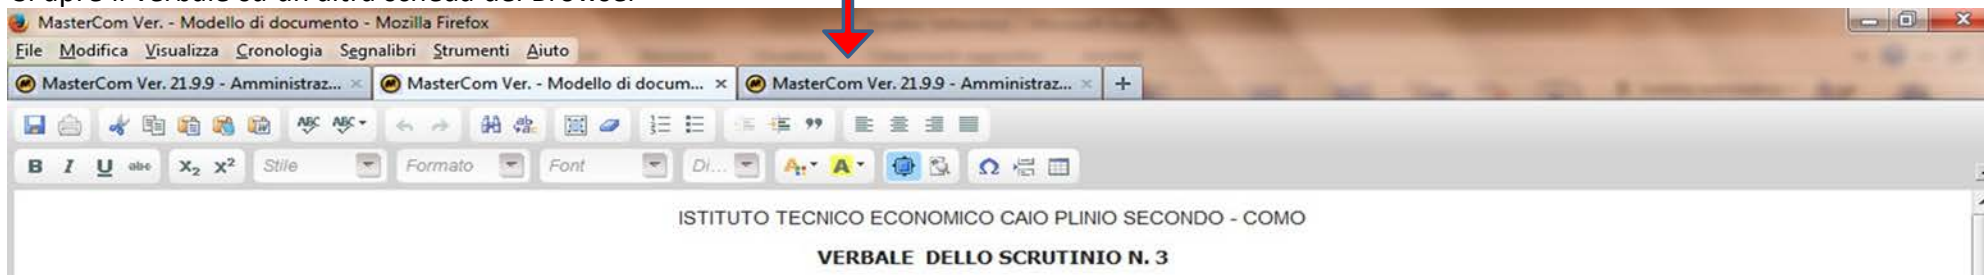 MasterCom Ver. - Modello di documento - Mozilla Firefox
File Modifica Visualizza Cronologia Segnalibri Strumenti Aiuto
MasterCom Ver. 21.9.9 - Amministraz... × MasterCom Ver. - Modello di docum... × MasterCom Ver. 21.9.9 - Amministraz... × +
ABC ABC
B I U abc X₂ X² Stile Formato Font Di... A A Ω
ISTITUTO TECNICO ECONOMICO CAIO PLINIO SECONDO - COMO
VERBALE DELLO SCRUTINIO N. 3